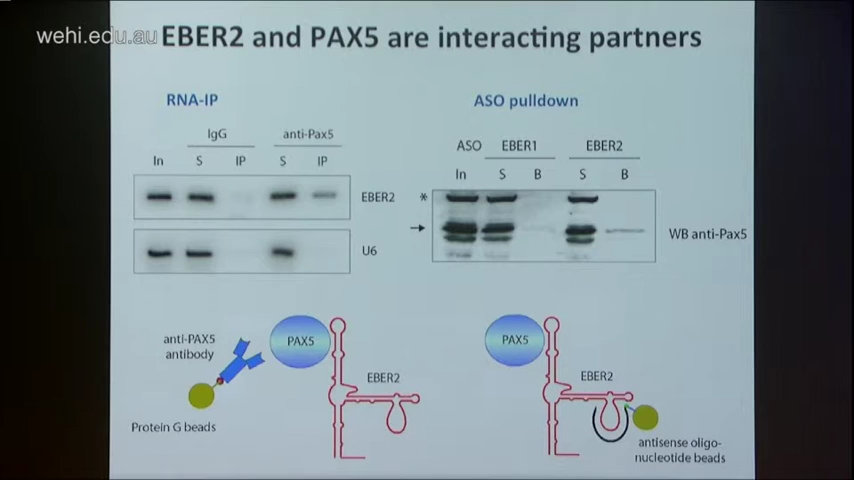 wehi.edu.au
EBER2 and PAX5 are interacting partners
RNA-IP
IgG anti-Pax5
In S IP S IP
EBER2
U6
ASO pulldown
ASO EBER1 EBER2
In S B S B
*
WB anti-Pax5
anti-PAX5
antibody
PAX5
EBER2
Protein G beads
PAX5
EBER2
antisense oligo-
nucleotide beads